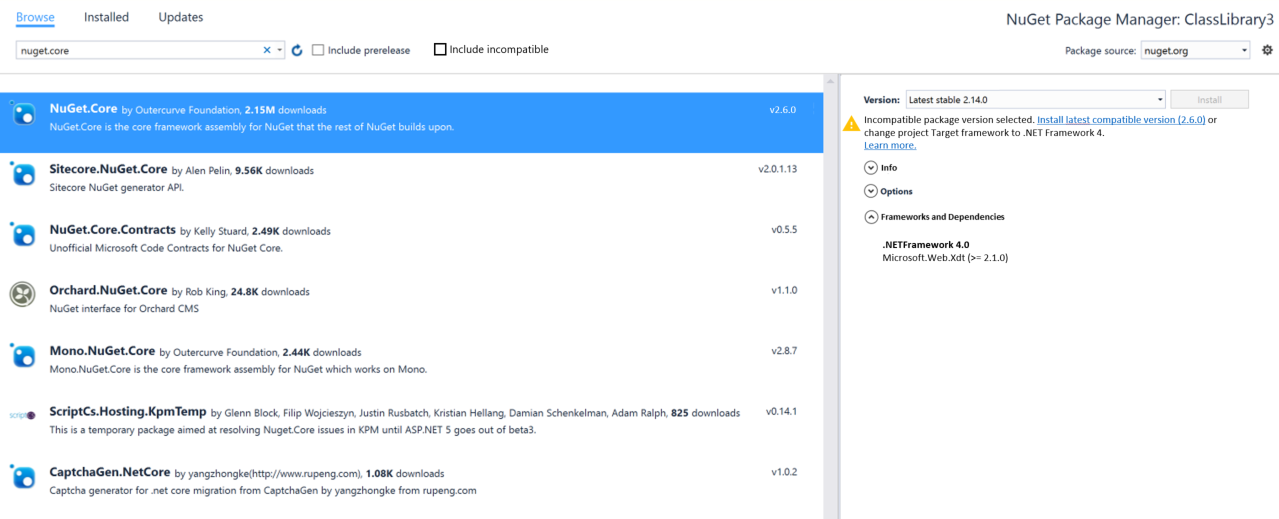 Browse Installed Updates
NuGet Package Manager: ClassLibrary3
nuget.core
Include prerelease
Include incompatible
Package source: nuget.org
NuGet.Core by Outercurve Foundation, 2.15M downloads v2.6.0
NuGet.Core is the core framework assembly for NuGet that the rest of NuGet builds upon.
Sitecore.NuGet.Core by Alen Pelin, 9.56K downloads v2.0.1.13
Sitecore NuGet generator API.
NuGet.Core.Contracts by Kelly Stuard, 2.49K downloads v0.5.5
Unofficial Microsoft Code Contracts for NuGet Core.
Orchard.NuGet.Core by Rob King, 24.8K downloads v1.1.0
NuGet interface for Orchard CMS
Mono.NuGet.Core by Outercurve Foundation, 2.44K downloads v2.8.7
Mono.NuGet.Core is the core framework assembly for NuGet which works on Mono.
ScriptCs.Hosting.KpmTemp by Glenn Block, Filip Wojcieszyn, Justin Rusbatch, Kristian Hellang, Damian Schenkelman, Adam Ralph, 825 downloads v0.14.1
This is a temporary package aimed at resolving Nuget.Core issues in KPM until ASP.NET 5 goes out of beta3.
CaptchaGen.NetCore by yangzhongke(http://www.rupeng.com), 1.08K downloads v1.0.2
Captcha generator for .net core migration from CaptchaGen by yangzhongke from rupeng.com
Version: Latest stable 2.14.0 Install
Incompatible package version selected. Install latest compatible version (2.6.0) or
change project Target framework to .NET Framework 4.
Learn more.
Info
Options
Frameworks and Dependencies
.NETFramework 4.0
Microsoft.Web.Xdt (>= 2.1.0)